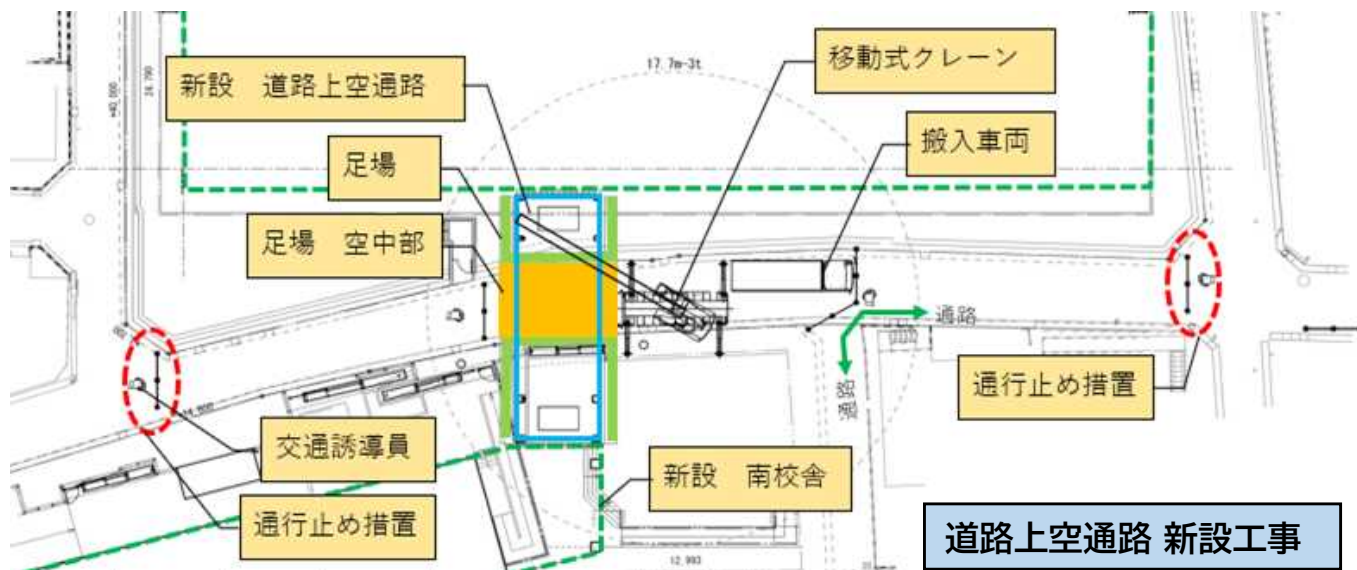 移動式クレーン
17.7m-3t
新設 道路上空通路
搬入車両
足場
足場 空中部
通路
通路
通行止め措置
交通誘導員
新設 南校舎
通行止め措置
道路上空通路 新設工事
12,993